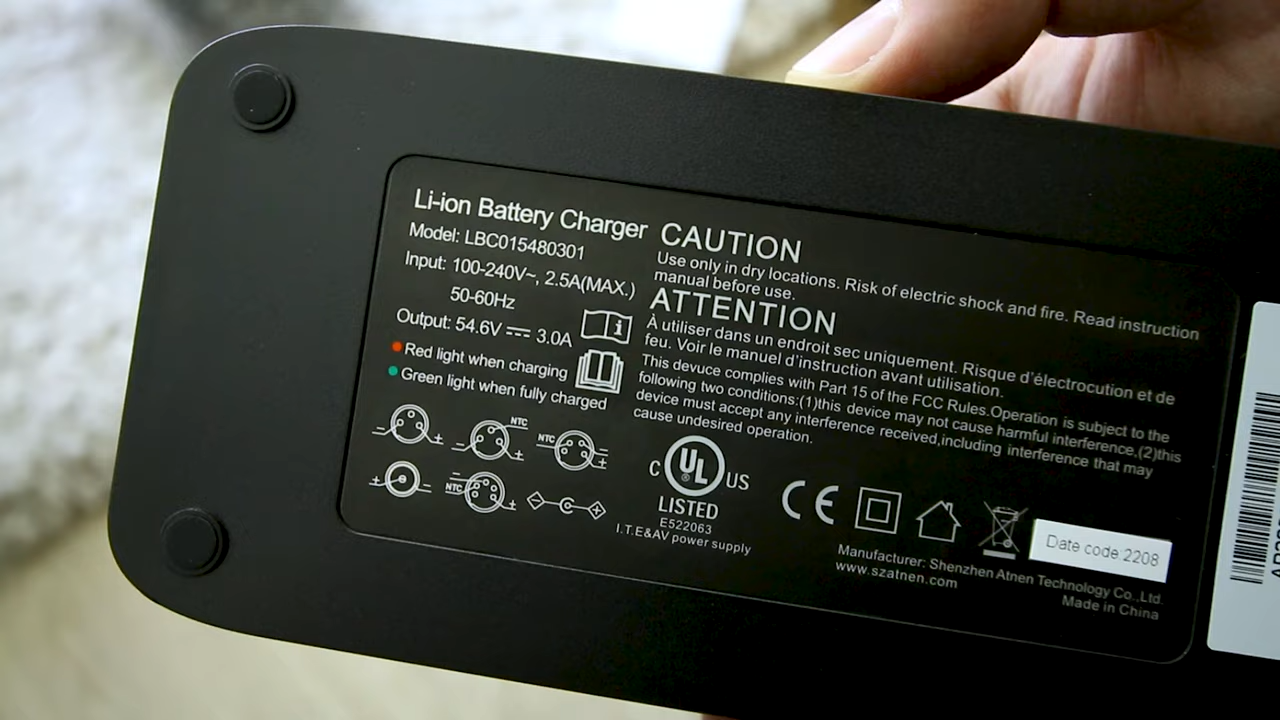 Li-ion Battery Charger
Model: LBC015480301
Input: 100-240V~, 2.5A(MAX.)
50-60Hz
Output: 54.6V⎓3.0A
Red light when charging
Green light when fully charged
NTC
NTC
NTC
CAUTION
Use only in dry locations. Risk of electric shock and fire. Read instruction
manual before use.
ATTENTION
À utiliser dans un endroit sec uniquement. Risque d'électrocution et de
feu. Voir le manuel d'instruction avant utilisation.
This devuce complies with Part 15 of the FCC Rules.Operation is subject to the
following two conditions:(1)this device may not cause harmful interference,(2)this
device must accept any interference received,including interference that may
cause undesired operation.
C UL US
LISTED
E522063
I.T.E&AV power supply
CE
Date code 2208
Manufacturer: Shenzhen Atnen Technology Co.,Ltd.
www.szatnen.com
Made in China